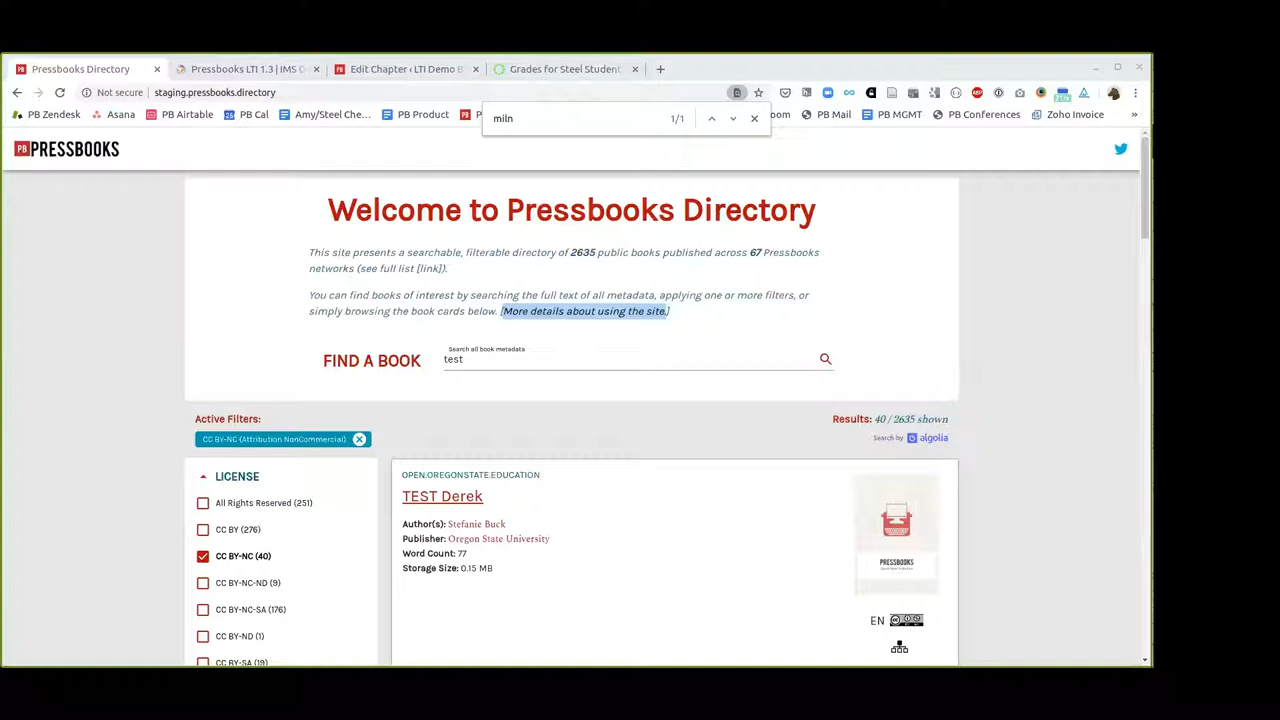 Pressbooks Directory
Pressbooks LTI 1.3 | IMS G
Edit Chapter ‹ LTI Demo B
Grades for Steel Student
Not secure
staging.pressbooks.directory
PB Zendesk
Asana
PB Airtable
PB Cal
Amy/Steel Che...
PB Product
PB Mail
PB MGMT
PB Conferences
Zoho Invoice
»
miln
1/1
PB PRESSBOOKS
Welcome to Pressbooks Directory
This site presents a searchable, filterable directory of 2635 public books published across 67 Pressbooks
networks (see full list [link]).
You can find books of interest by searching the full text of all metadata, applying one or more filters, or
simply browsing the book cards below. [More details about using the site.]
Search all book metadata
FIND A BOOK
test
Active Filters:
Results: 40 / 2635 shown
CC BY-NC (Attribution NonCommercial)
Search by algolia
LICENSE
All Rights Reserved (251)
CC BY (276)
CC BY-NC (40)
CC BY-NC-ND (9)
CC BY-NC-SA (176)
CC BY-ND (1)
CC BY-SA (19)
OPEN.OREGONSTATE.EDUCATION
TEST Derek
Author(s): Stefanie Buck
Publisher: Oregon State University
Word Count: 77
Storage Size: 0.15 MB
PRESSBOOKS
EN